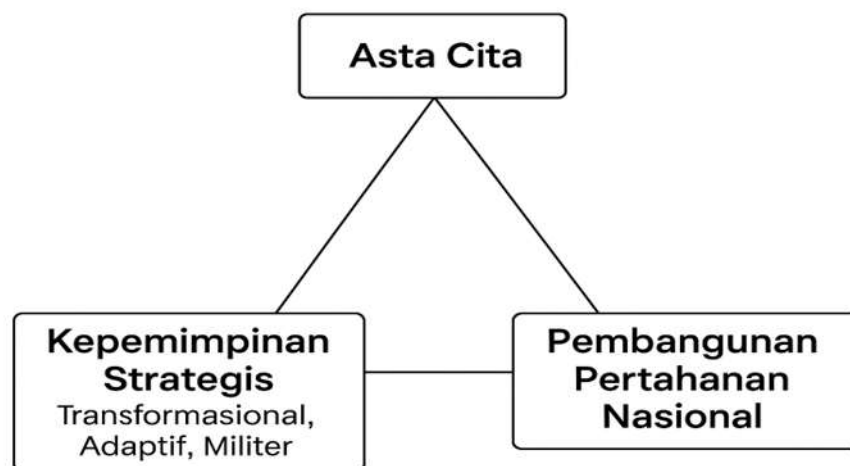 Asta Cita
Kepemimpinan
Strategis
Transformasional,
Adaptif, Militer
Pembangunan
Pertahanan
Nasional